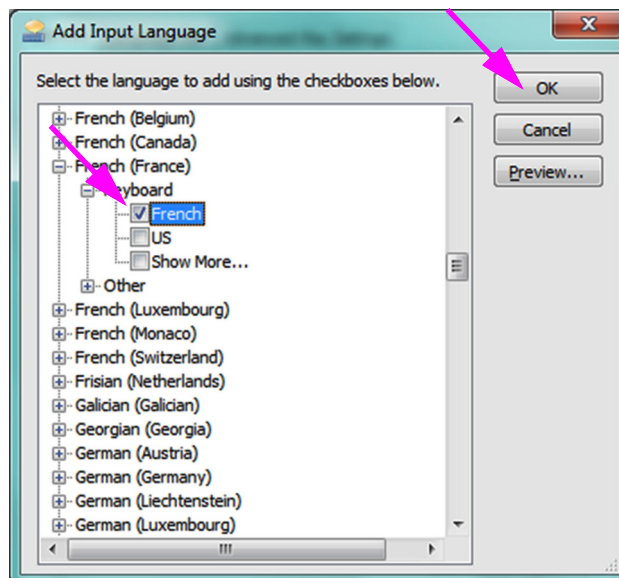 Add Input Language
Select the language to add using the checkboxes below.
OK
Cancel
Preview...
French (Belgium)
French (Canada)
French (France)
Keyboard
French
US
Show More...
Other
French (Luxembourg)
French (Monaco)
French (Switzerland)
Frisian (Netherlands)
Galician (Galician)
Georgian (Georgia)
German (Austria)
German (Germany)
German (Liechtenstein)
German (Luxembourg)